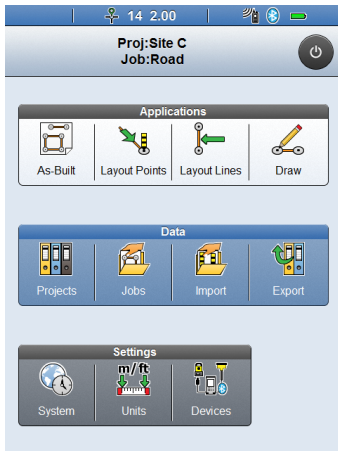 14 2.00
Proj:Site C
Job:Road
Applications
As-Built Layout Points Layout Lines Draw
Data
Projects Jobs Import Export
Settings
m/ft
System Units Devices